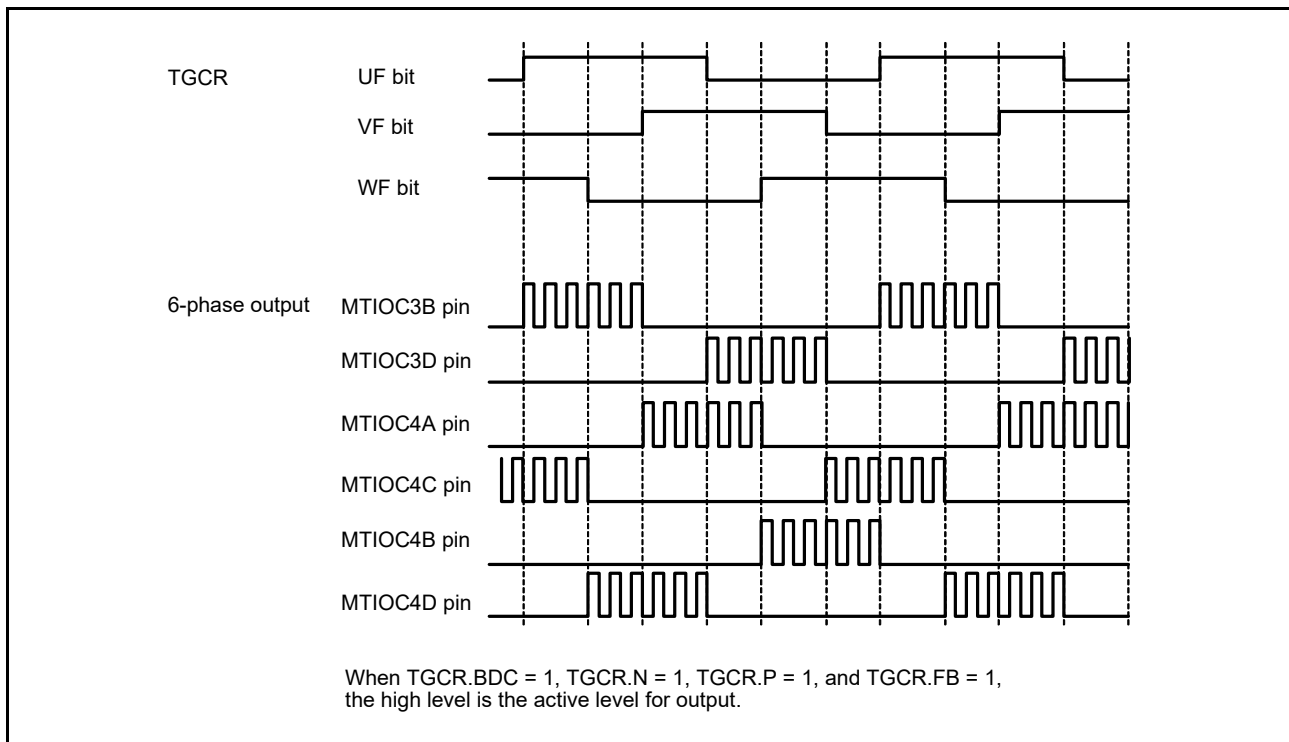 TGCR
UF bit
VF bit
WF bit
6-phase output
MTIOC3B pin
MTIOC3D pin
MTIOC4A pin
MTIOC4C pin
MTIOC4B pin
MTIOC4D pin
When TGCR.BDC = 1, TGCR.N = 1, TGCR.P = 1, and TGCR.FB = 1,
the high level is the active level for output.